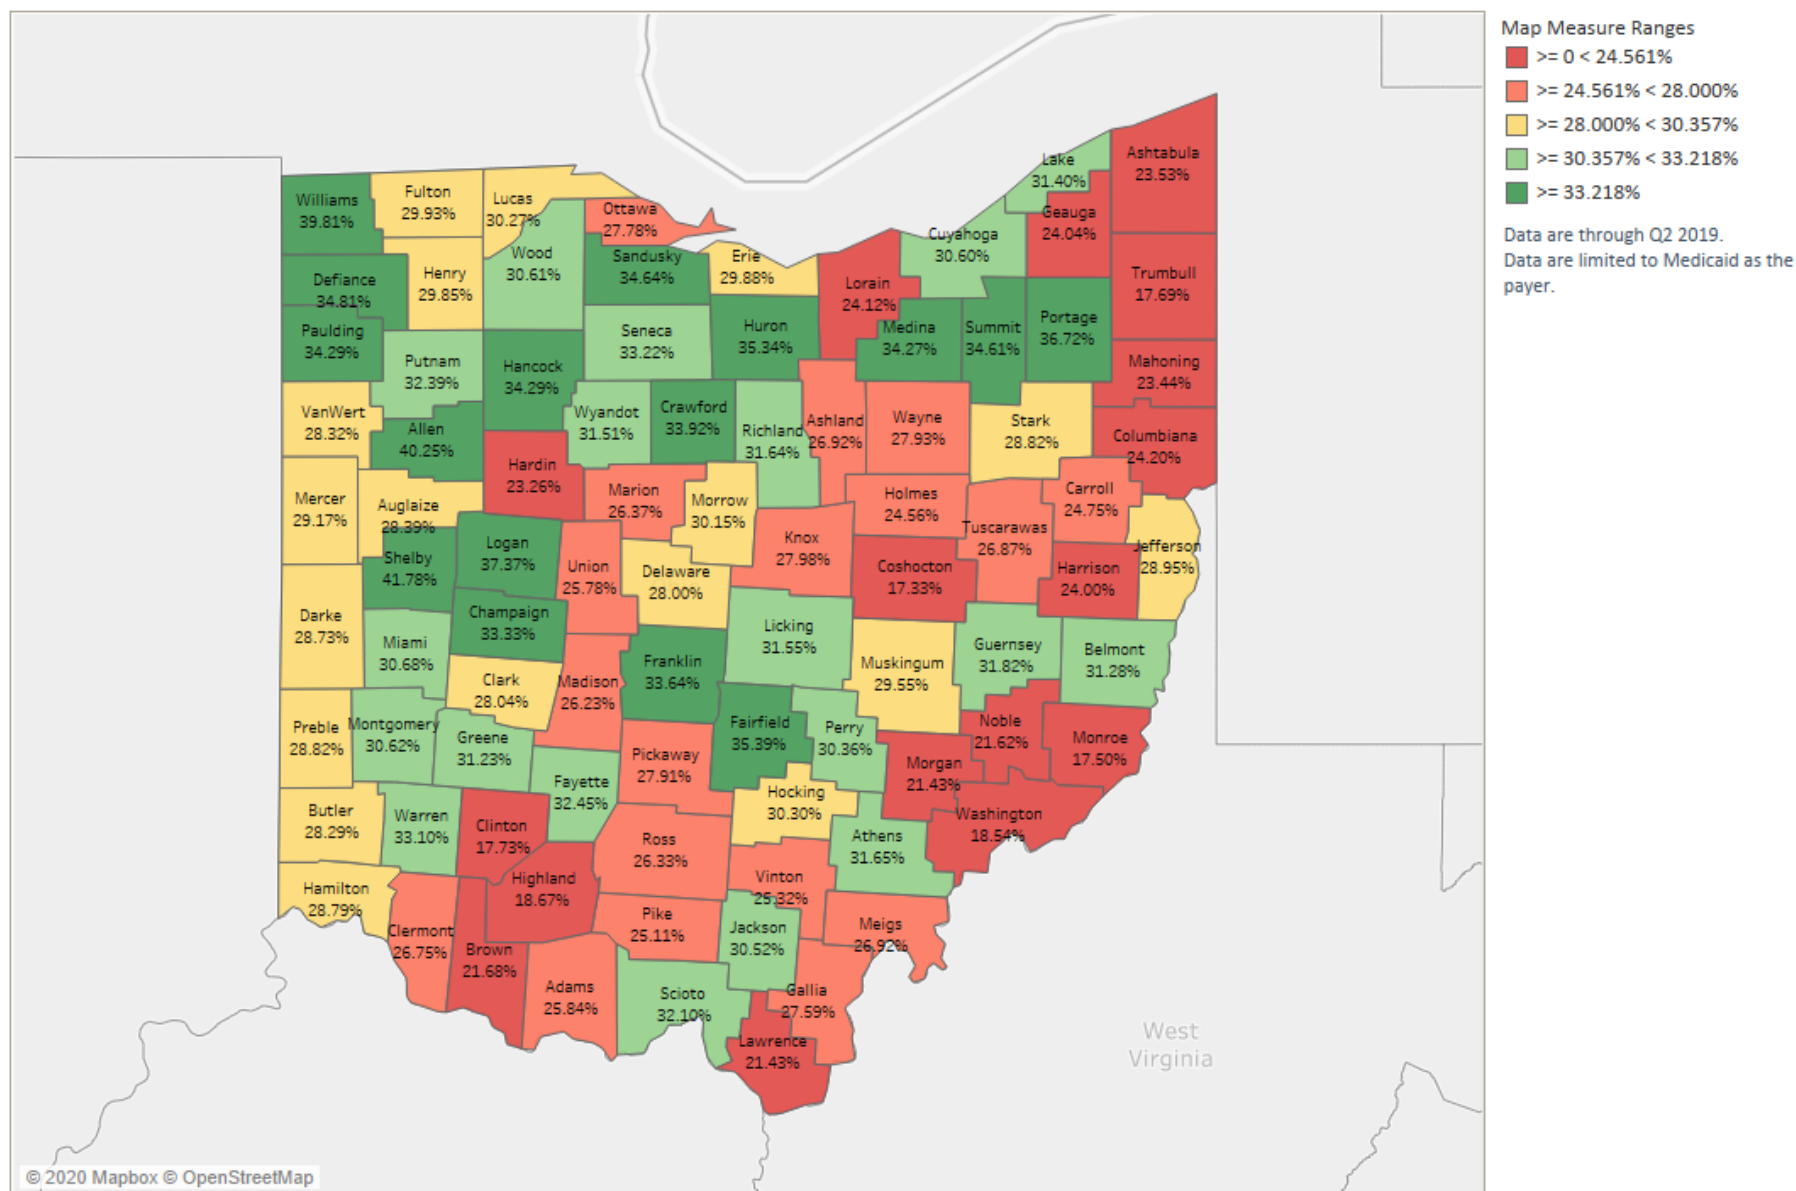 Map Measure Ranges
>= 0 < 24.561%
>= 24.561% < 28.000%
>= 28.000% < 30.357%
>= 30.357% < 33.218%
>= 33.218%
Data are through Q2 2019.
Data are limited to Medicaid as the
payer.
Williams
39.81%
Fulton
29.93%
Lucas
30.27%
Ottawa
27.78%
Lake
31.40%
Ashtabula
23.53%
Geauga
24.04%
Cuyahoga
30.60%
Defiance
34.81%
Henry
29.85%
Wood
30.61%
Sandusky
34.64%
Erie
29.88%
Lorain
24.12%
Trumbull
17.69%
Paulding
34.29%
Putnam
32.39%
Hancock
34.29%
Seneca
33.22%
Huron
35.34%
Medina
34.27%
Summit
34.61%
Portage
36.72%
Mahoning
23.44%
VanWert
28.32%
Allen
40.25%
Wyandot
31.51%
Crawford
33.92%
Richland
31.64%
Ashland
26.92%
Wayne
27.93%
Stark
28.82%
Columbiana
24.20%
Hardin
23.26%
Mercer
29.17%
Auglaize
28.39%
Marion
26.37%
Morrow
30.15%
Holmes
24.56%
Carroll
24.75%
Tuscarawas
26.87%
Jefferson
28.95%
Shelby
41.78%
Logan
37.37%
Union
25.78%
Delaware
28.00%
Knox
27.98%
Coshocton
17.33%
Harrison
24.00%
Darke
28.73%
Miami
30.68%
Champaign
33.33%
Licking
31.55%
Muskingum
29.55%
Guernsey
31.82%
Belmont
31.28%
Clark
28.04%
Madison
26.23%
Franklin
33.64%
Preble
28.82%
Montgomery
30.62%
Greene
31.23%
Fayette
32.45%
Pickaway
27.91%
Fairfield
35.39%
Perry
30.36%
Morgan
21.43%
Noble
21.62%
Monroe
17.50%
Butler
28.29%
Warren
33.10%
Clinton
17.73%
Ross
26.33%
Hocking
30.30%
Athens
31.65%
Washington
18.54%
Hamilton
28.79%
Clermont
26.75%
Brown
21.68%
Highland
18.67%
Pike
25.11%
Vinton
25.32%
Jackson
30.52%
Meigs
26.92%
Adams
25.84%
Scioto
32.10%
Gallia
27.59%
Lawrence
21.43%
West
Virginia
© 2020 Mapbox © OpenStreetMap